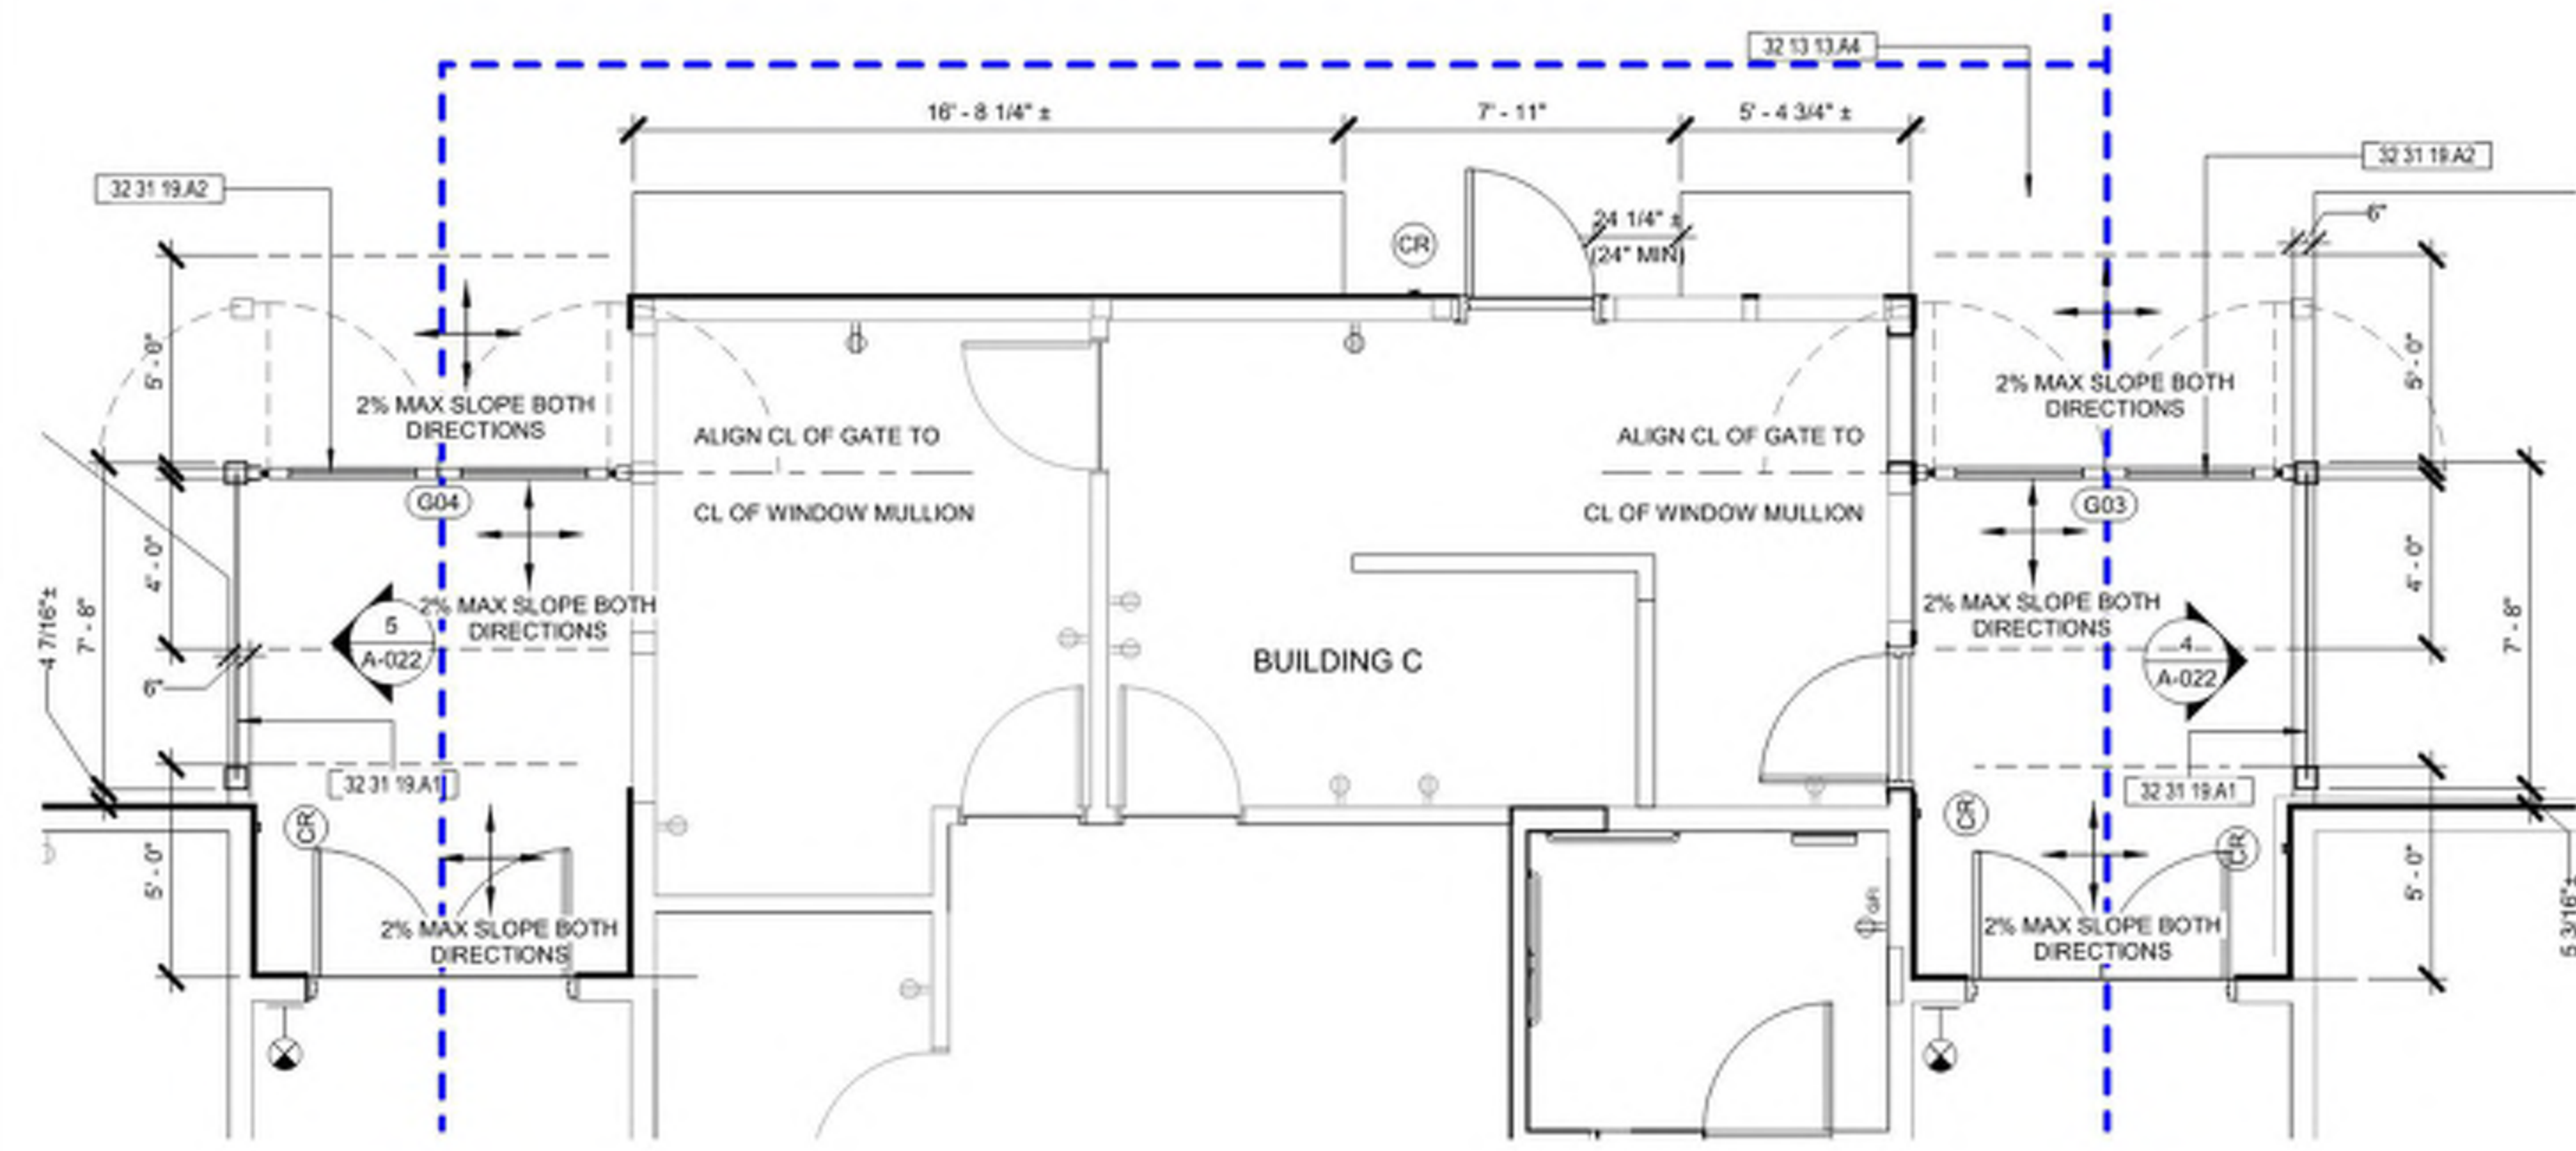 32 13 13.A4
16' - 8 1/4" ±
7' - 11"
5' - 4 3/4" ±
32 31 19.A2
32 31 19.A2
6"
24 1/4" ±
(24" MIN)
CR
5' - 0"
2% MAX SLOPE BOTH
DIRECTIONS
ALIGN CL OF GATE TO
CL OF WINDOW MULLION
ALIGN CL OF GATE TO
CL OF WINDOW MULLION
2% MAX SLOPE BOTH
DIRECTIONS
5' - 0"
G04
G03
4' - 0"
7' - 8"
4 7/16"±
6"
5
A-022
2% MAX SLOPE BOTH
DIRECTIONS
BUILDING C
2% MAX SLOPE BOTH
DIRECTIONS
4
A-022
4' - 0"
7' - 8"
32 31 19.A1
32 31 19.A1
CR
CR
CR
5' - 0"
2% MAX SLOPE BOTH
DIRECTIONS
GFI
2% MAX SLOPE BOTH
DIRECTIONS
5' - 0"
5 3/16"±